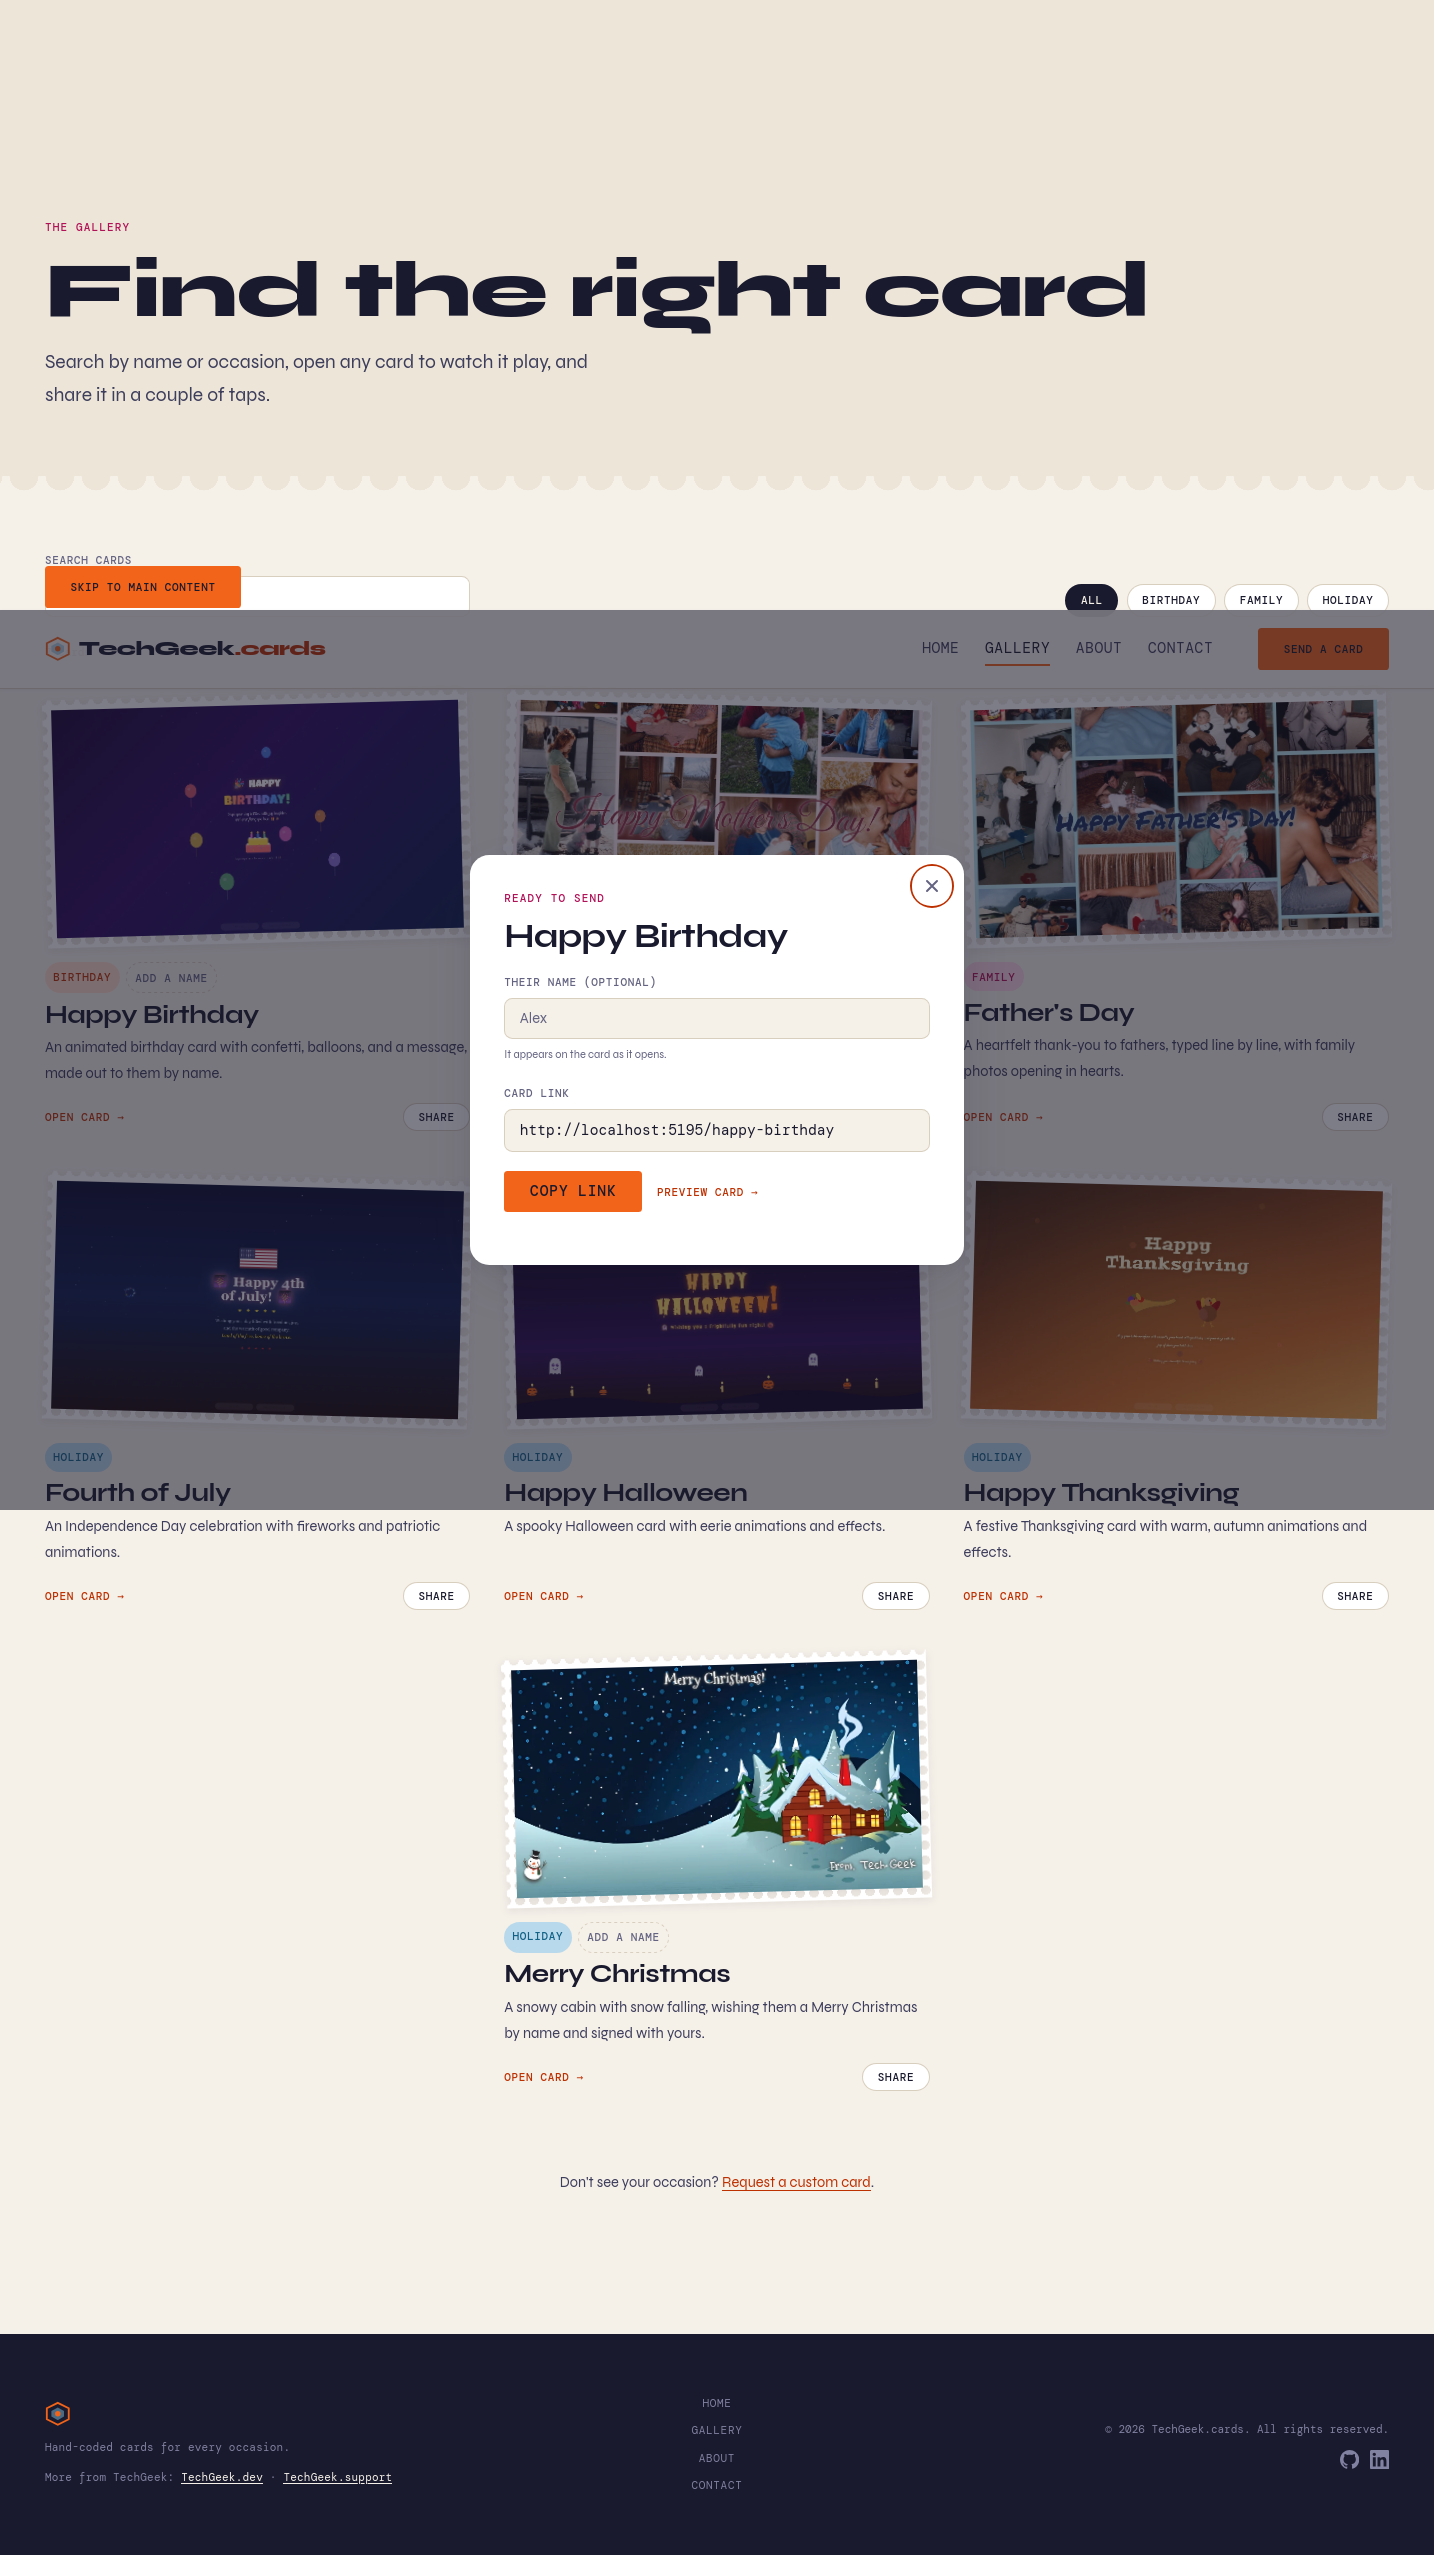 THE GALLERY
Find the right card
Search by name or occasion, open any card to watch it play, and
share it in a couple of taps.
SEARCH CARDS
SKIP TO MAIN CONTENT
ALL
BIRTHDAY
FAMILY
HOLIDAY
TechGeek.cards
HOME
GALLERY
ABOUT
CONTACT
SEND A CARD
HAPPY
BIRTHDAY!
Happy Mother's Day!
HAPPY FATHER'S DAY!
READY TO SEND
Happy Birthday
THEIR NAME (OPTIONAL)
Alex
It appears on the card as it opens.
CARD LINK
http://localhost:5195/happy-birthday
COPY LINK
PREVIEW CARD →
BIRTHDAY
ADD A NAME
Happy Birthday
An animated birthday card with confetti, balloons, and a message,
made out to them by name.
OPEN CARD →
SHARE
FAMILY
Father's Day
A heartfelt thank-you to fathers, typed line by line, with family
photos opening in hearts.
OPEN CARD →
SHARE
Happy 4th
of July!
HAPPY
HALLOWEEN!
Wishing you a frightfully fun night!
Happy
Thanksgiving
HOLIDAY
Fourth of July
An Independence Day celebration with fireworks and patriotic
animations.
OPEN CARD →
SHARE
HOLIDAY
Happy Halloween
A spooky Halloween card with eerie animations and effects.
OPEN CARD →
SHARE
HOLIDAY
Happy Thanksgiving
A festive Thanksgiving card with warm, autumn animations and
effects.
OPEN CARD →
SHARE
Merry Christmas!
From, Tech Geek
HOLIDAY
ADD A NAME
Merry Christmas
A snowy cabin with snow falling, wishing them a Merry Christmas
by name and signed with yours.
OPEN CARD →
SHARE
Don't see your occasion? Request a custom card.
Hand-coded cards for every occasion.
More from TechGeek: TechGeek.dev · TechGeek.support
HOME
GALLERY
ABOUT
CONTACT
© 2026 TechGeek.cards. All rights reserved.